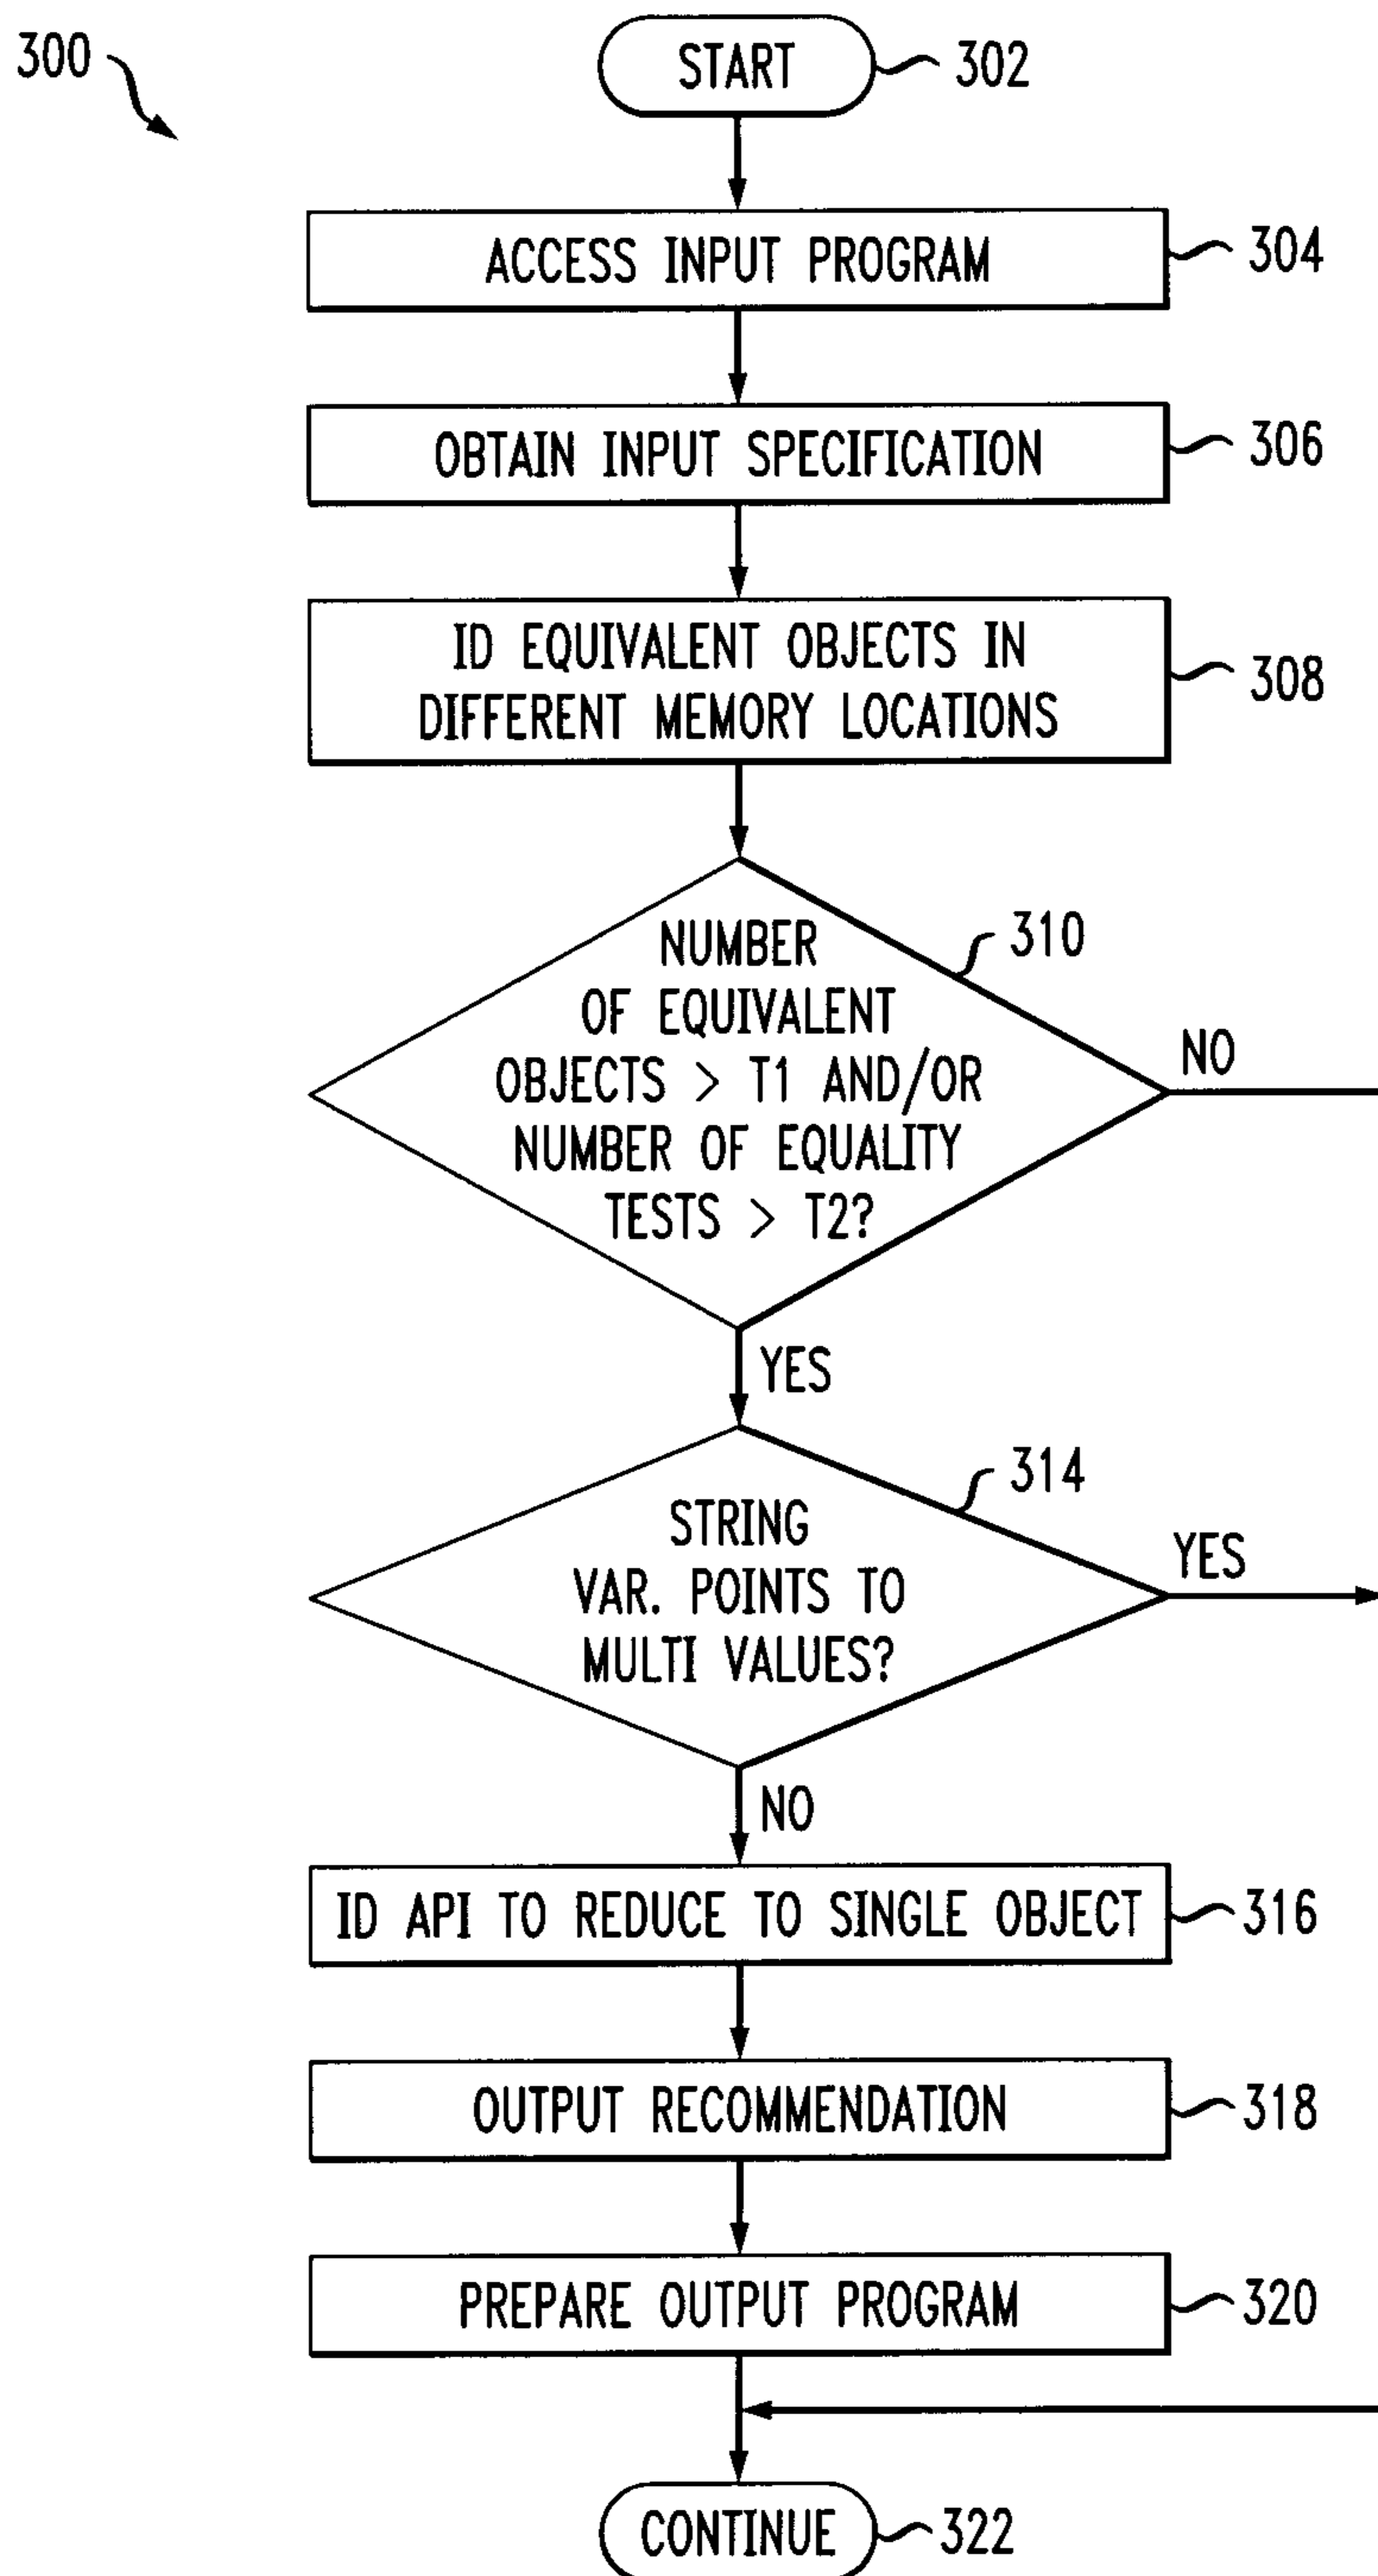 300
START
302
ACCESS INPUT PROGRAM
304
OBTAIN INPUT SPECIFICATION
306
ID EQUIVALENT OBJECTS IN
DIFFERENT MEMORY LOCATIONS
308
NUMBER
OF EQUIVALENT
OBJECTS > T1 AND/OR
NUMBER OF EQUALITY
TESTS > T2?
310
NO
YES
STRING
VAR. POINTS TO
MULTI VALUES?
314
YES
NO
ID API TO REDUCE TO SINGLE OBJECT
316
OUTPUT RECOMMENDATION
318
PREPARE OUTPUT PROGRAM
320
CONTINUE
322